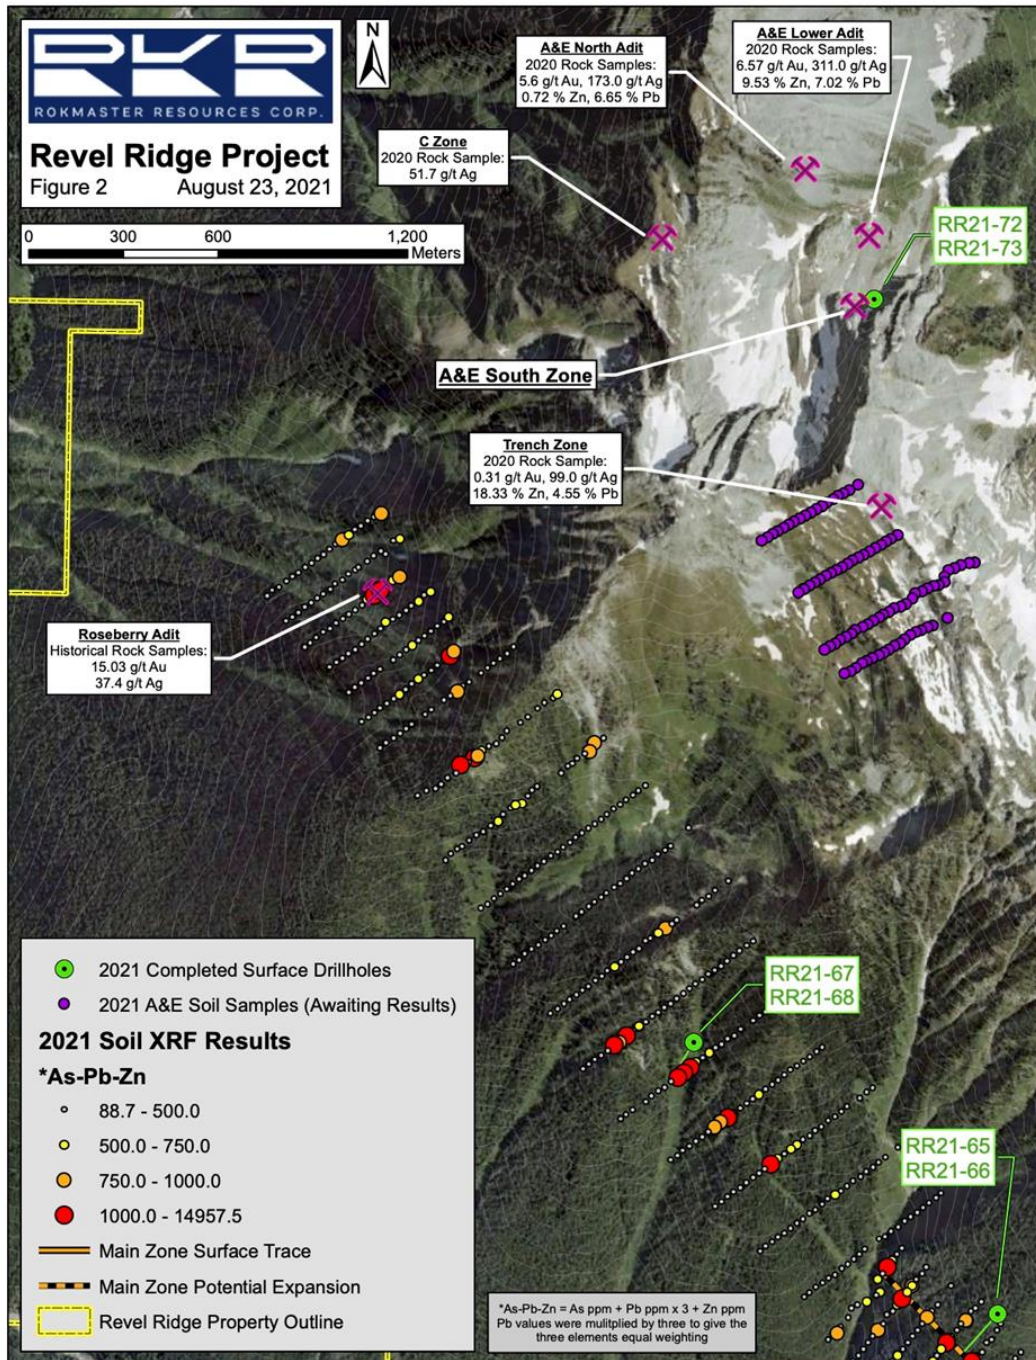 RKR
ROKMASTER RESOURCES CORP.
Revel Ridge Project
Figure 2 August 23, 2021
N
0 300 600 1,200
Meters
A&E North Adit
2020 Rock Samples:
5.6 g/t Au, 173.0 g/t Ag
0.72 % Zn, 6.65 % Pb
A&E Lower Adit
2020 Rock Samples:
6.57 g/t Au, 311.0 g/t Ag
9.53 % Zn, 7.02 % Pb
C Zone
2020 Rock Sample:
51.7 g/t Ag
RR21-72
RR21-73
A&E South Zone
Trench Zone
2020 Rock Sample:
0.31 g/t Au, 99.0 g/t Ag
18.33 % Zn, 4.55 % Pb
Roseberry Adit
Historical Rock Samples:
15.03 g/t Au
37.4 g/t Ag
RR21-67
RR21-68
RR21-65
RR21-66
2021 Completed Surface Drillholes
2021 A&E Soil Samples (Awaiting Results)
2021 Soil XRF Results
*As-Pb-Zn
88.7 - 500.0
500.0 - 750.0
750.0 - 1000.0
1000.0 - 14957.5
Main Zone Surface Trace
Main Zone Potential Expansion
Revel Ridge Property Outline
*As-Pb-Zn = As ppm + Pb ppm x 3 + Zn ppm
Pb values were mulitplied by three to give the
three elements equal weighting